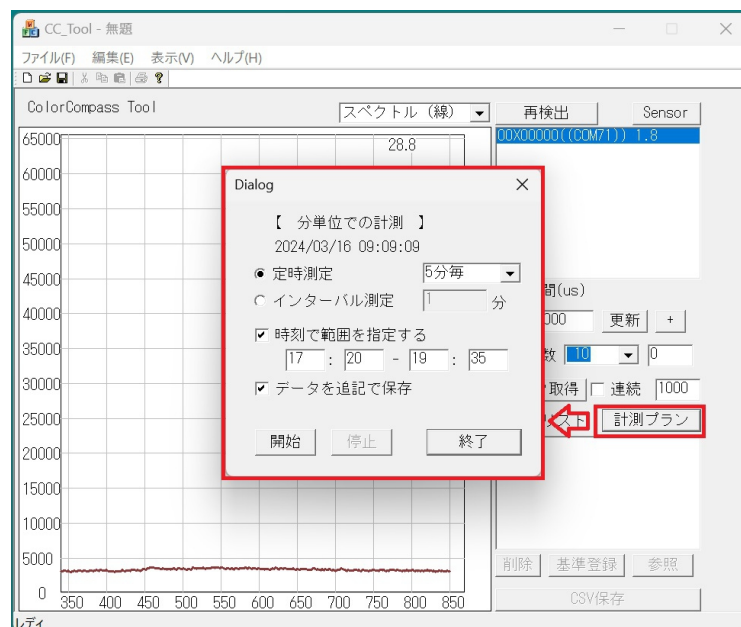 CC_Tool - 無題
ファイル(F) 編集(E) 表示(V) ヘルプ(H)
ColorCompass Tool
スペクトル (線)
再検出
Sensor
00X00000((COM71)) 1.8
28.8
65000
60000
55000
50000
45000
40000
35000
30000
25000
20000
15000
10000
5000
0
350 400 450 500 550 600 650 700 750 800 850
Dialog
【 分単位での計測 】
2024/03/16 09:09:09
定時測定 5分毎
インターバル測定 1 分
時刻で範囲を指定する
17 : 20 - 19 : 35
データを追記で保存
開始 停止 終了
間(us)
000 更新 +
数 10 0
取得 連続 1000
スト 計測プラン
削除 基準登録 参照
CSV保存
レディ